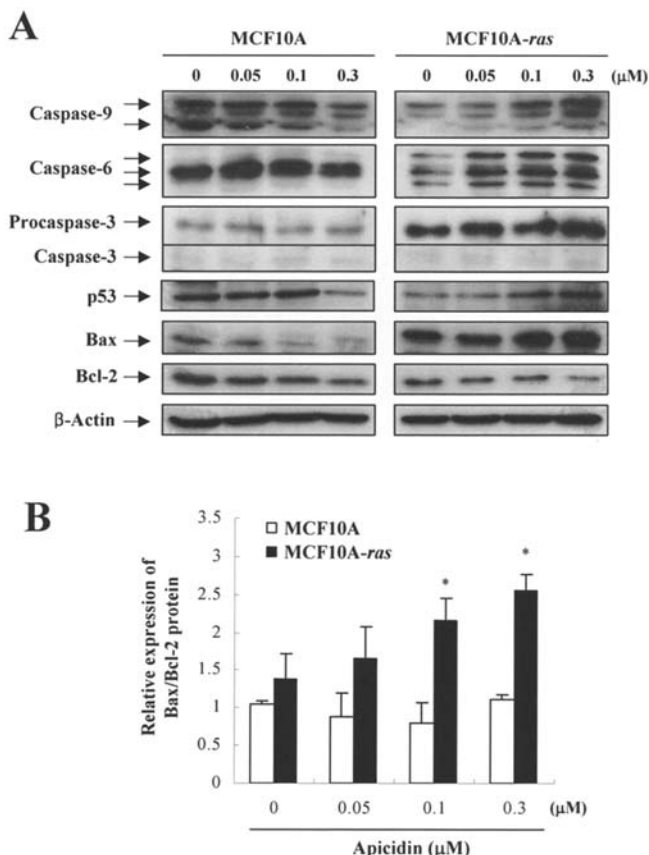 A
MCF10A MCF10A-ras
0 0.05 0.1 0.3 0 0.05 0.1 0.3 (μM)
Caspase-9
Caspase-6
Procaspase-3
Caspase-3
p53
Bax
Bcl-2
β-Actin
B
Relative expression of
Bax/Bcl-2 protein
3.5
3
2.5
2
1.5
1
0.5
0
MCF10A
MCF10A-ras
* *
0 0.05 0.1 0.3 (μM)
Apicidin (μM)